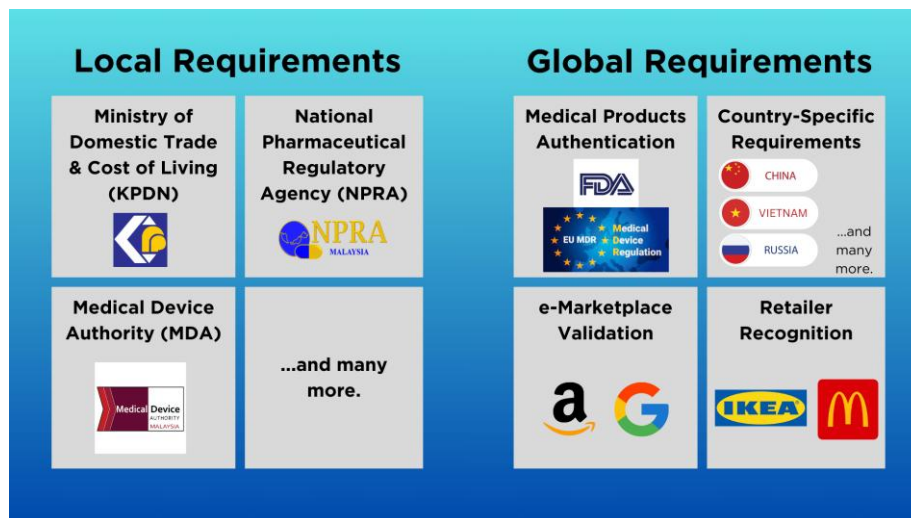 Local Requirements
Ministry of
Domestic Trade
& Cost of Living
(KPDN)
National
Pharmaceutical
Regulatory
Agency (NPRA)
NPRA
MALAYSIA
Medical Device
Authority (MDA)
Medical Device
AUTHORITY
MALAYSIA
...and many
more.
Global Requirements
Medical Products
Authentication
FDA
EU MDR
Medical
Device
Regulation
Country-Specific
Requirements
CHINA
VIETNAM
RUSSIA
...and
many
more.
e-Marketplace
Validation
a
G
Retailer
Recognition
IKEA
M